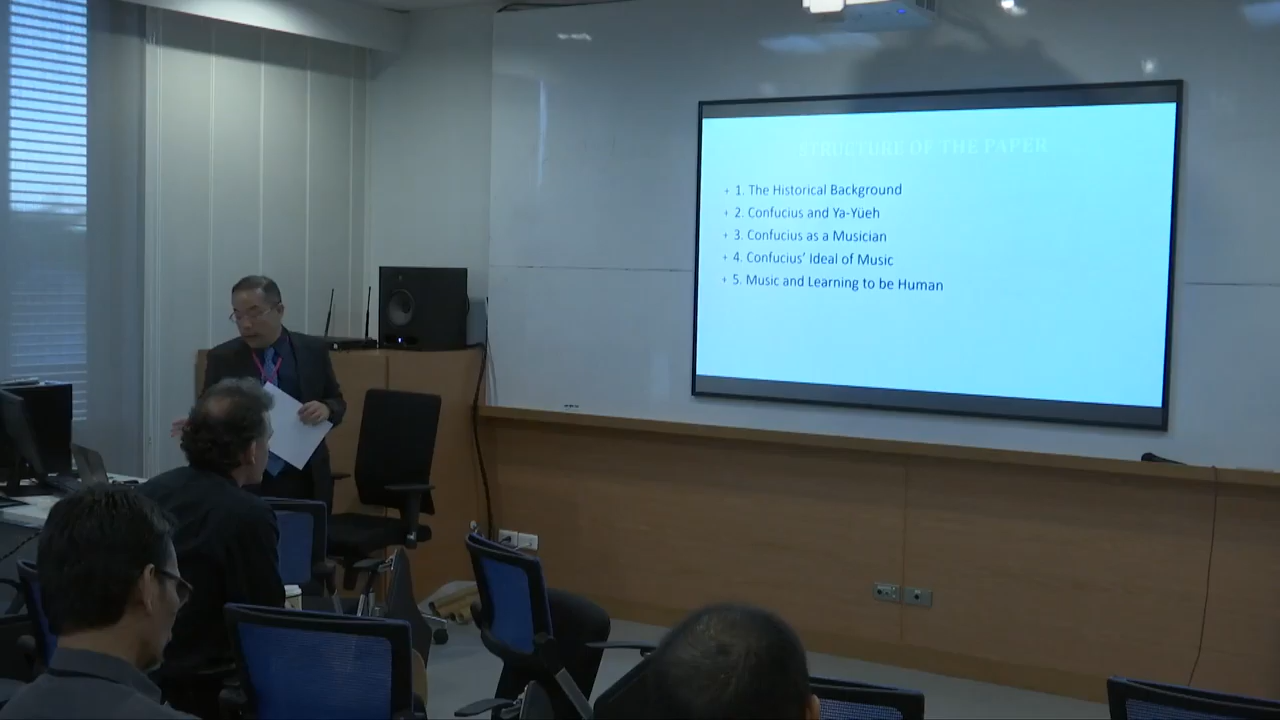 STRUCTURE OF THE PAPER
+ 1. The Historical Background
+ 2. Confucius and Ya-Yüeh
+ 3. Confucius as a Musician
+ 4. Confucius' Ideal of Music
+ 5. Music and Learning to be Human